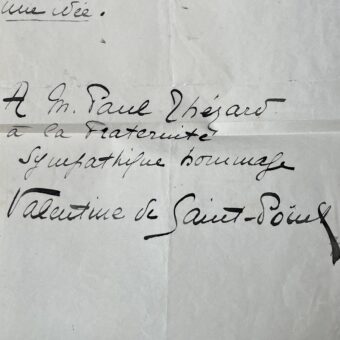 une idée.
A M. Paul Thézard
à la Fraternité
sympathique hommage
Valentine de Saint-Point